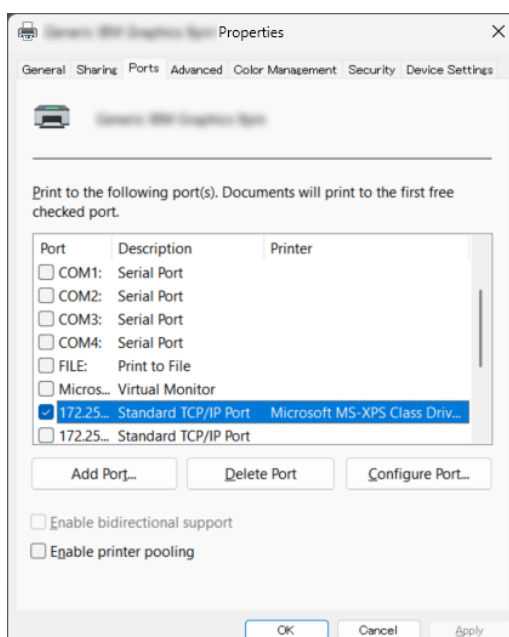 Properties
General Sharing Ports Advanced Color Management Security Device Settings
Print to the following port(s). Documents will print to the first free
checked port.
Port Description Printer
COM1: Serial Port
COM2: Serial Port
COM3: Serial Port
COM4: Serial Port
FILE: Print to File
Micros... Virtual Monitor
172.25... Standard TCP/IP Port Microsoft MS-XPS Class Driv...
172.25... Standard TCP/IP Port
Add Port... Delete Port Configure Port...
Enable bidirectional support
Enable printer pooling
OK Cancel Apply